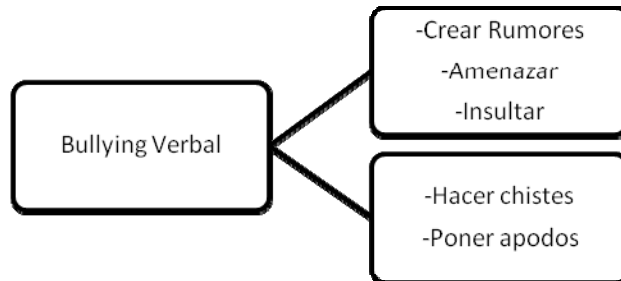 Bullying Verbal
-Crear Rumores
-Amenazar
-Insultar
-Hacer chistes
-Poner apodos